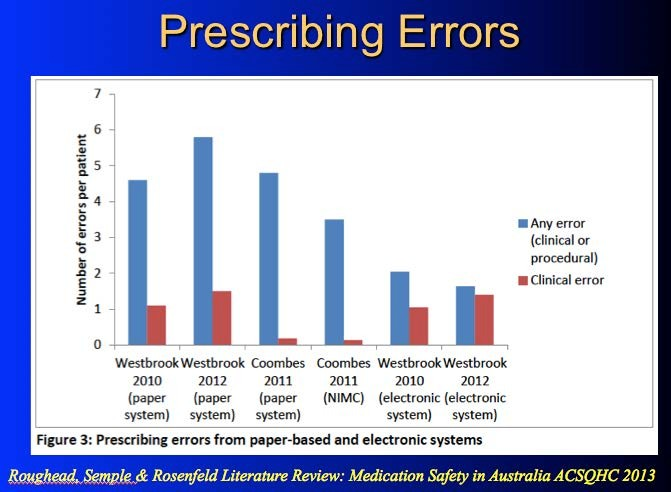 Prescribing Errors
7
6
5
4
3
2
1
0
Number of errors per patient
Any error
(clinical or
procedural)
Clinical error
Westbrook Westbrook Coombes Coombes Westbrook Westbrook
2010 2012 2011 2011 2010 2012
(paper (paper (paper (NIMC) (electronic (electronic
system) system) system) system) system)
Figure 3: Prescribing errors from paper-based and electronic systems
Roughead, Semple & Rosenfeld Literature Review: Medication Safety in Australia ACSQHC 2013